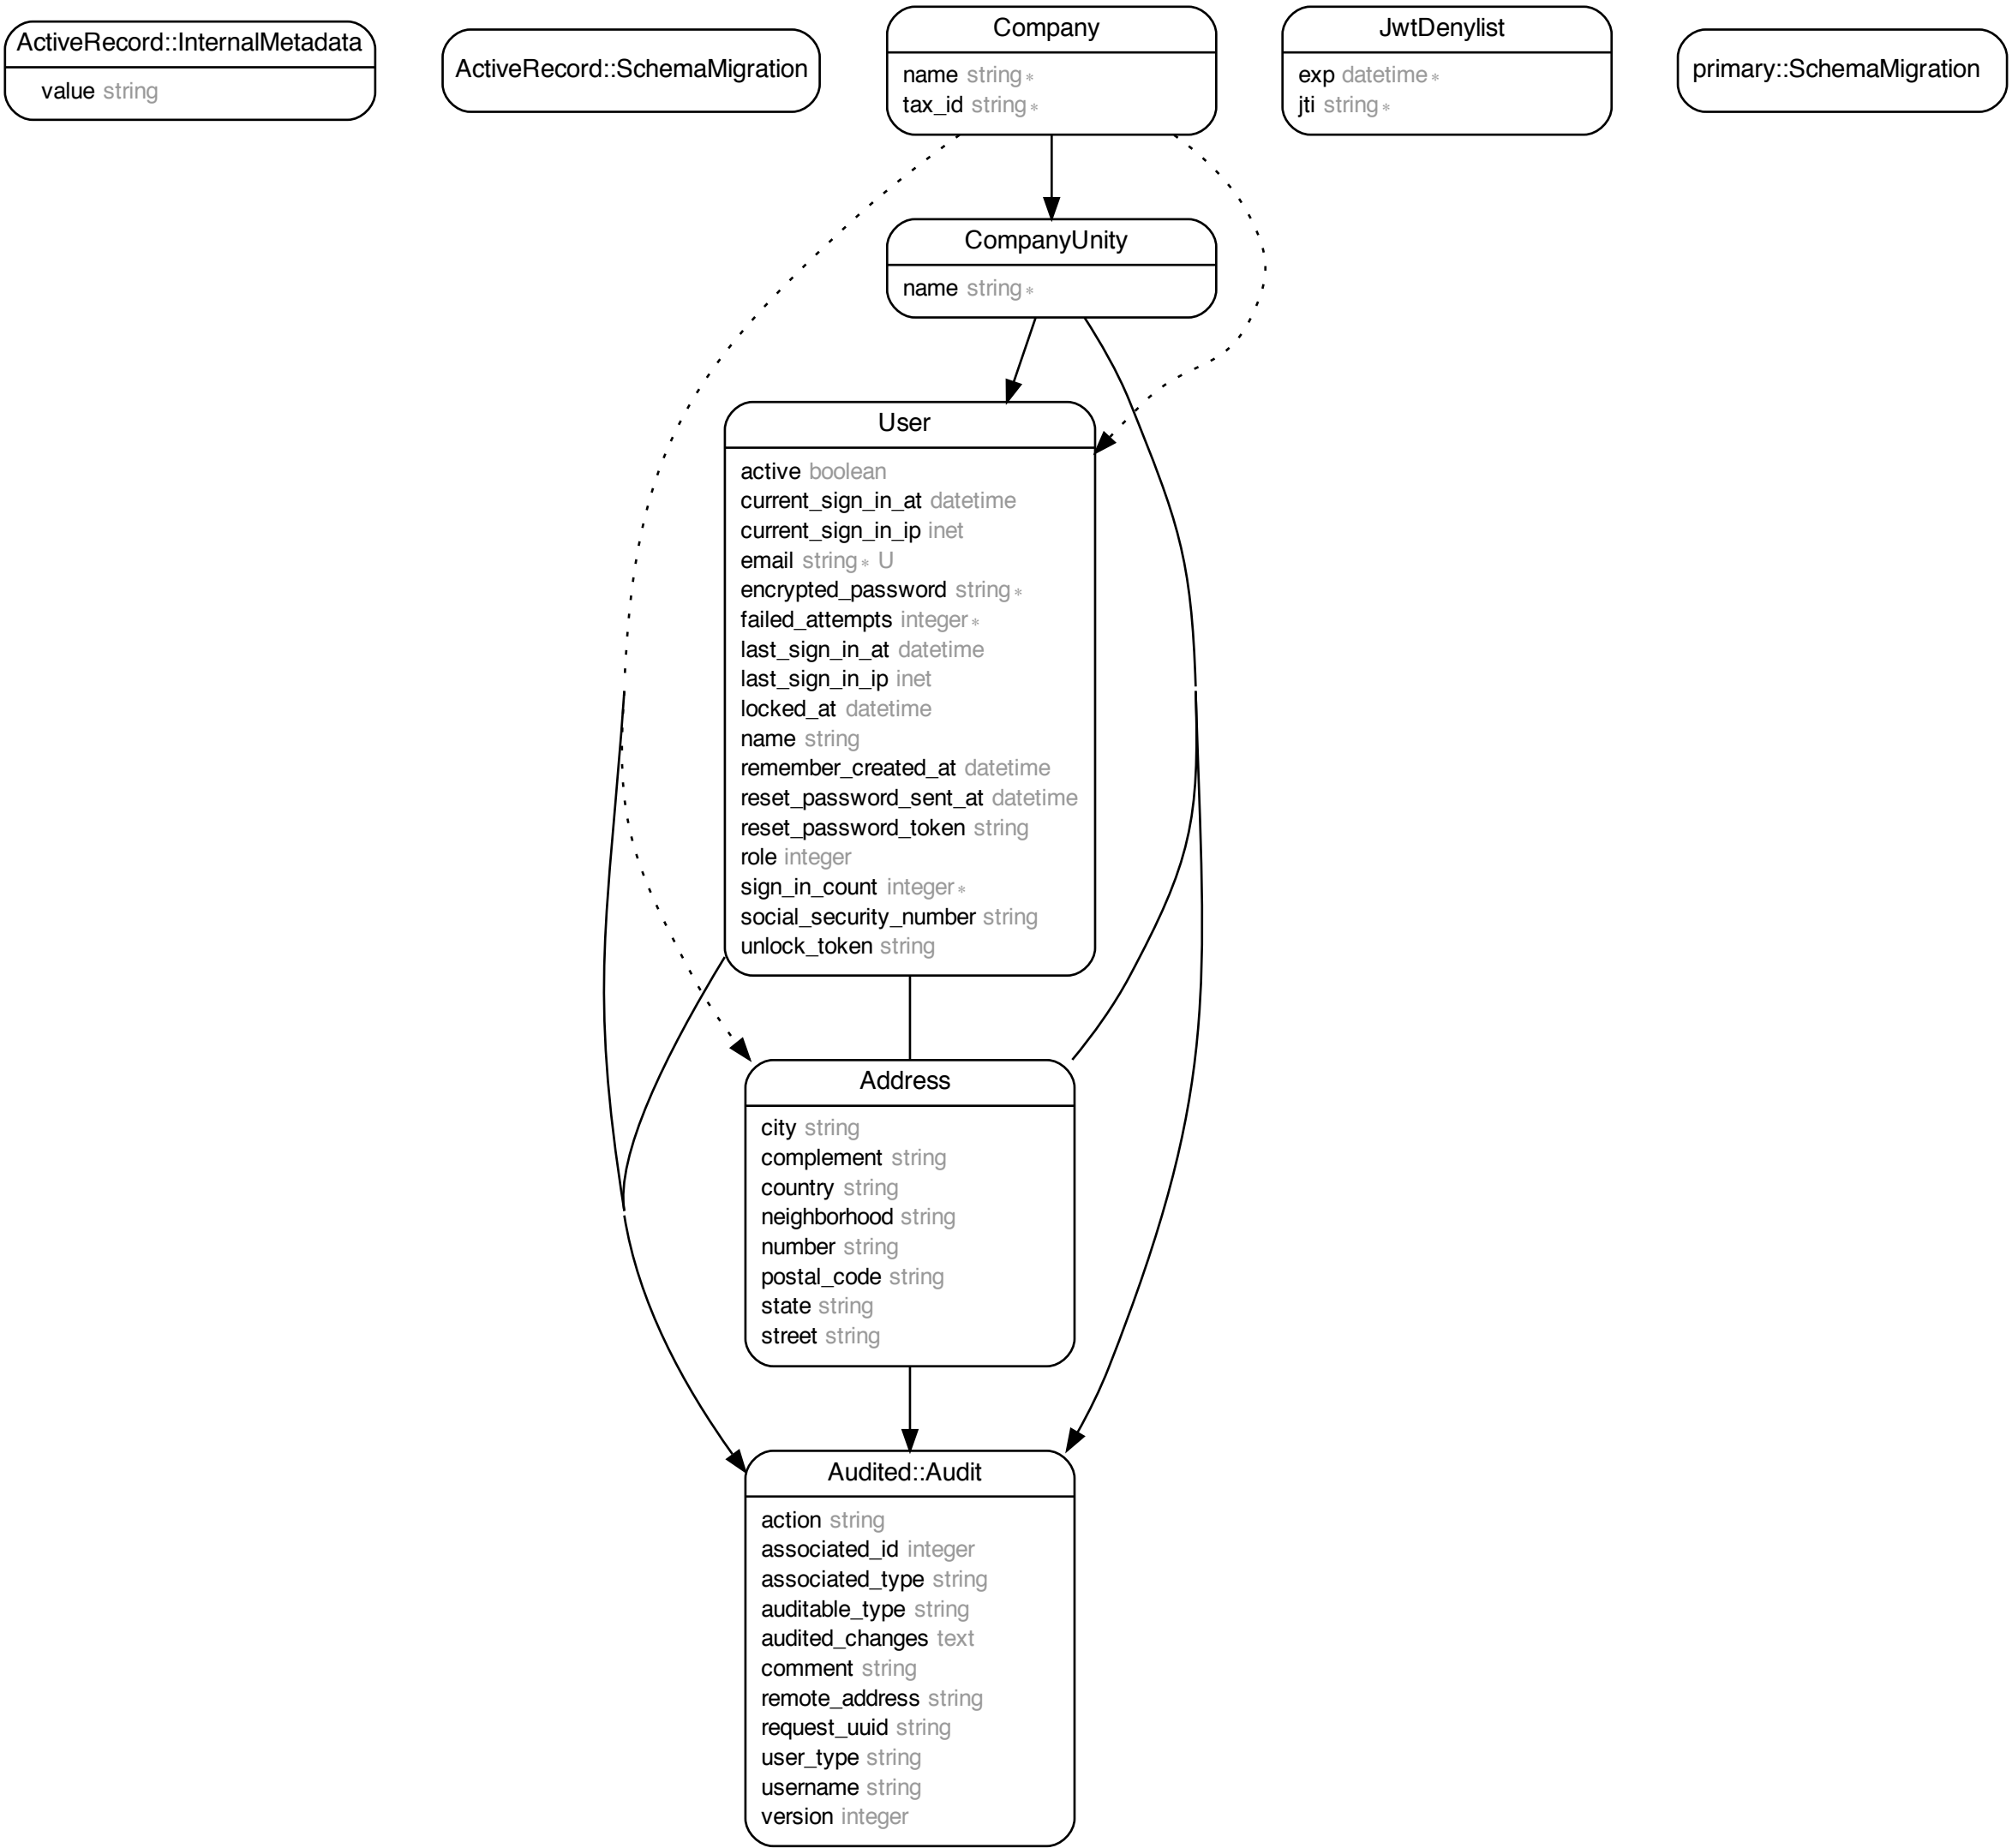 ActiveRecord::InternalMetadata
value string
ActiveRecord::SchemaMigration
Company
name string *
tax_id string *
JwtDenylist
exp datetime *
jti string *
primary::SchemaMigration
CompanyUnity
name string *
User
active boolean
current_sign_in_at datetime
current_sign_in_ip inet
email string * U
encrypted_password string *
failed_attempts integer *
last_sign_in_at datetime
last_sign_in_ip inet
locked_at datetime
name string
remember_created_at datetime
reset_password_sent_at datetime
reset_password_token string
role integer
sign_in_count integer *
social_security_number string
unlock_token string
Address
city string
complement string
country string
neighborhood string
number string
postal_code string
state string
street string
Audited::Audit
action string
associated_id integer
associated_type string
auditable_type string
audited_changes text
comment string
remote_address string
request_uuid string
user_type string
username string
version integer